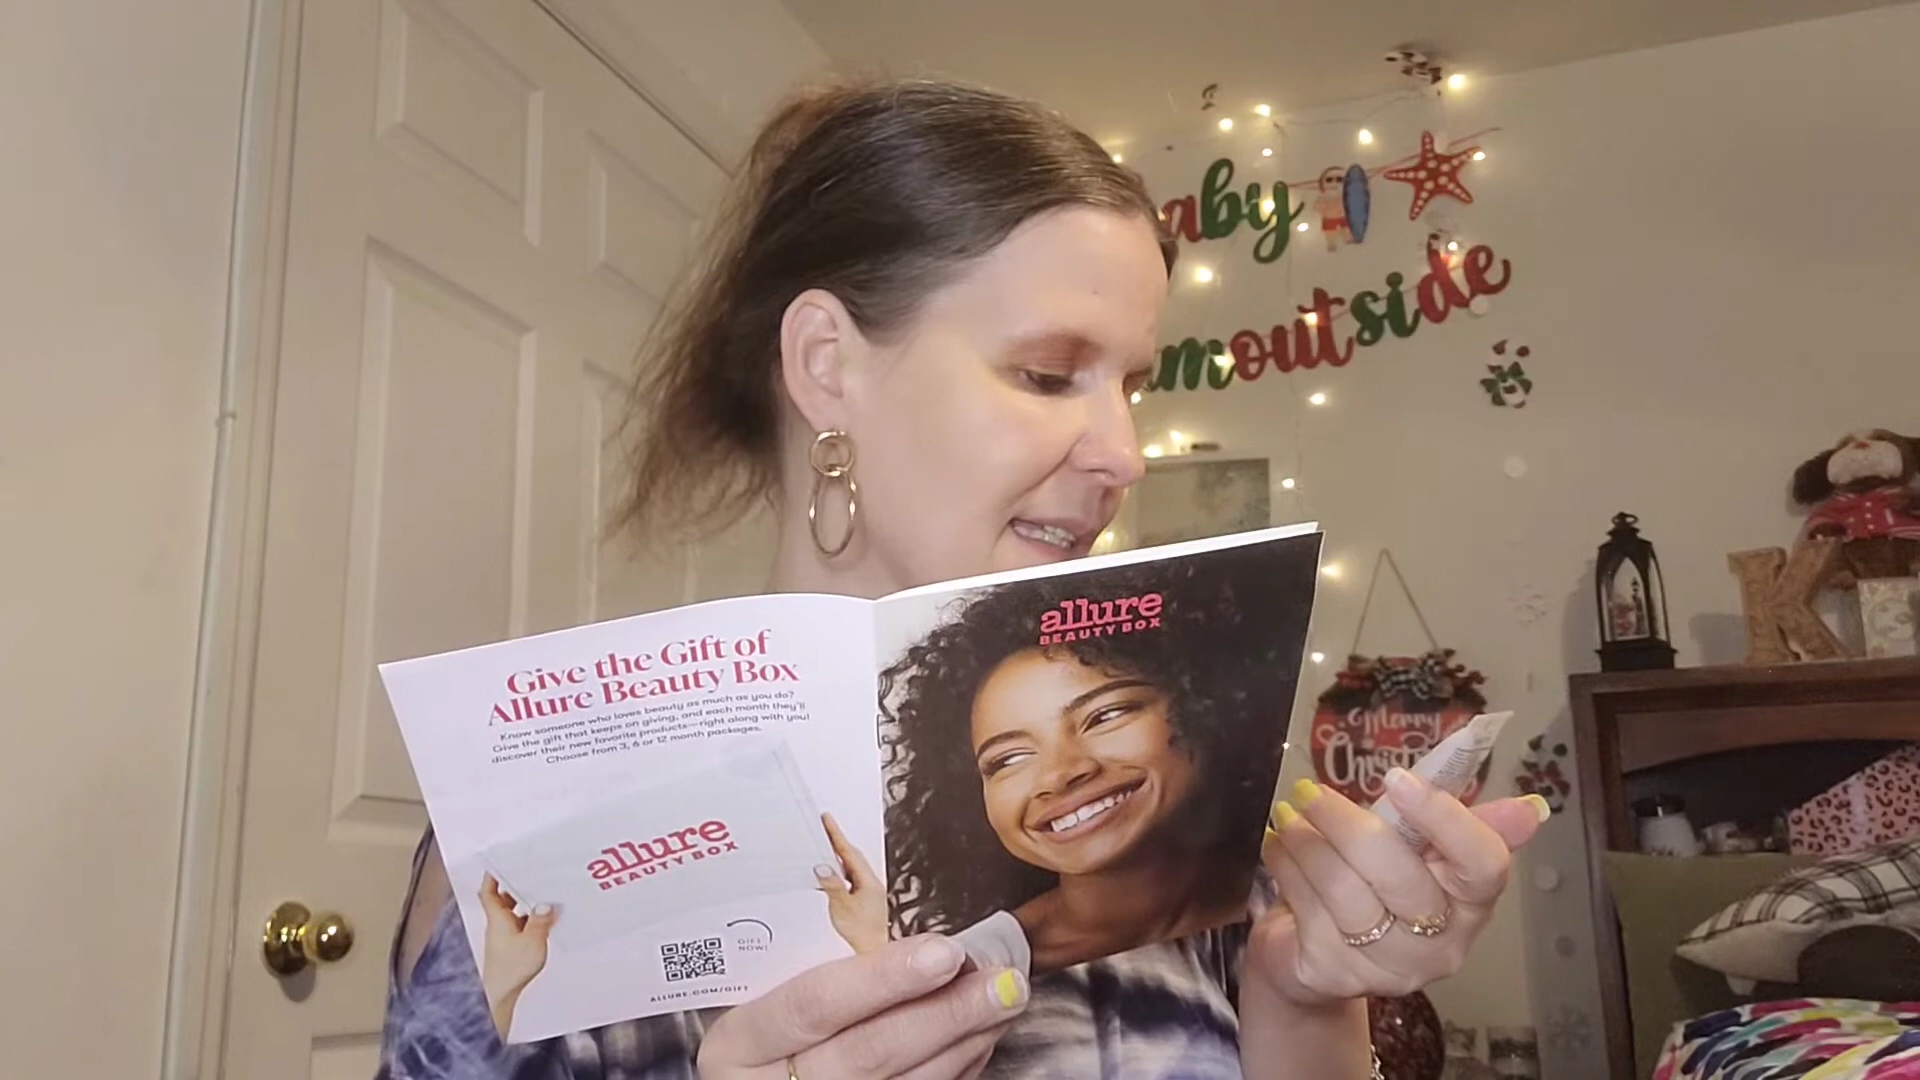 aby
outside
Merry
Give the Gift of
Allure Beauty Box
Know someone who loves beauty as much as you do?
Give the gift that keeps on giving, and each month they'll
discover their new favorite products—right along with you!
Choose from 3, 6 or 12 month packages.
allure
BEAUTY BOX
GIFT
NOW!
ALLURE.COM/GIFT
allure
BEAUTY BOX
K